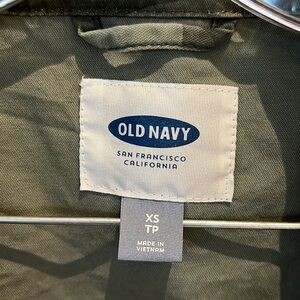 OLD NAVY
SAN FRANCISCO
CALIFORNIA
XS
TP
MADE IN
VIETNAM